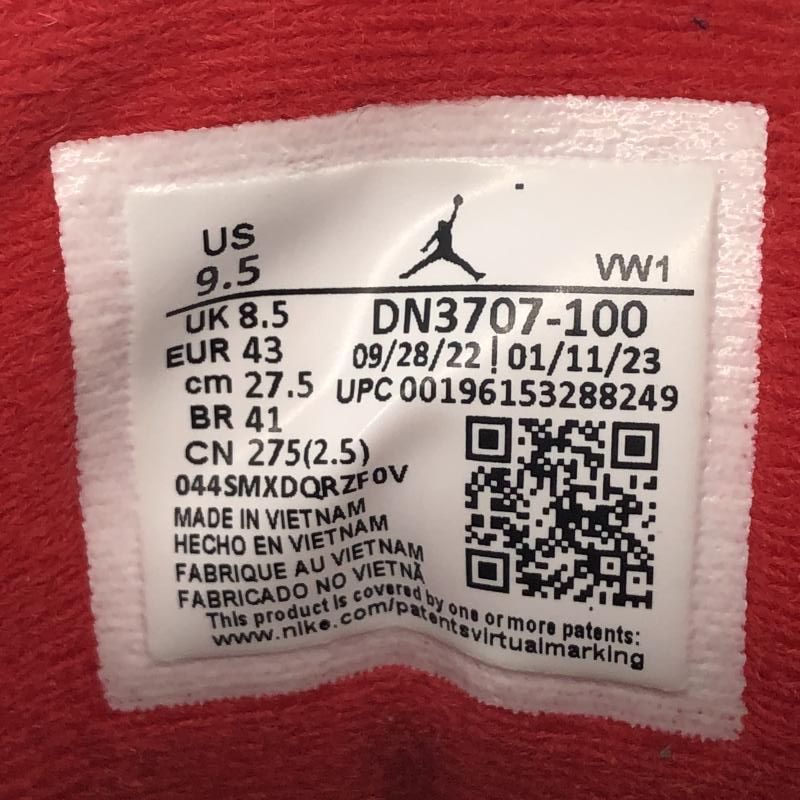 US
9.5
VW1
UK 8.5
EUR 43
cm 27.5
BR 41
CN 275(2.5)
DN3707-100
09/28/22 | 01/11/23
UPC 00196153288249
044SMXDQRZF0V
MADE IN VIETNAM
HECHO EN VIETNAM
FABRIQUE AU VIETNAM
FABRICADO NO VIETNÃ
This product is covered by one or more patents:
www.nike.com/patentsvirtualmarking